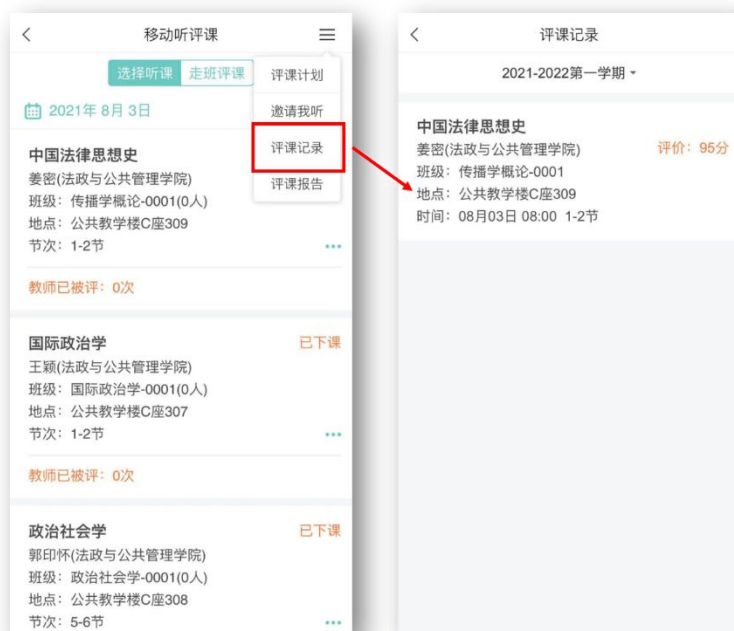 移动听评课
选择听课 走班评课
2021年 8月 3日
评课计划
邀请我听
评课记录
评课报告
中国法律思想史
姜密(法政与公共管理学院)
班级：传播学概论-0001(0人)
地点：公共教学楼C座309
节次：1-2节
教师已被评：0次
国际政治学 已下课
王颖(法政与公共管理学院)
班级：国际政治学-0001(0人)
地点：公共教学楼C座307
节次：1-2节
教师已被评：0次
政治社会学 已下课
郭印怀(法政与公共管理学院)
班级：政治社会学-0001(0人)
地点：公共教学楼C座308
节次：5-6节
评课记录
2021-2022第一学期
中国法律思想史
姜密(法政与公共管理学院) 评价：95分
班级：传播学概论-0001
地点：公共教学楼C座309
时间：08月03日 08:00 1-2节